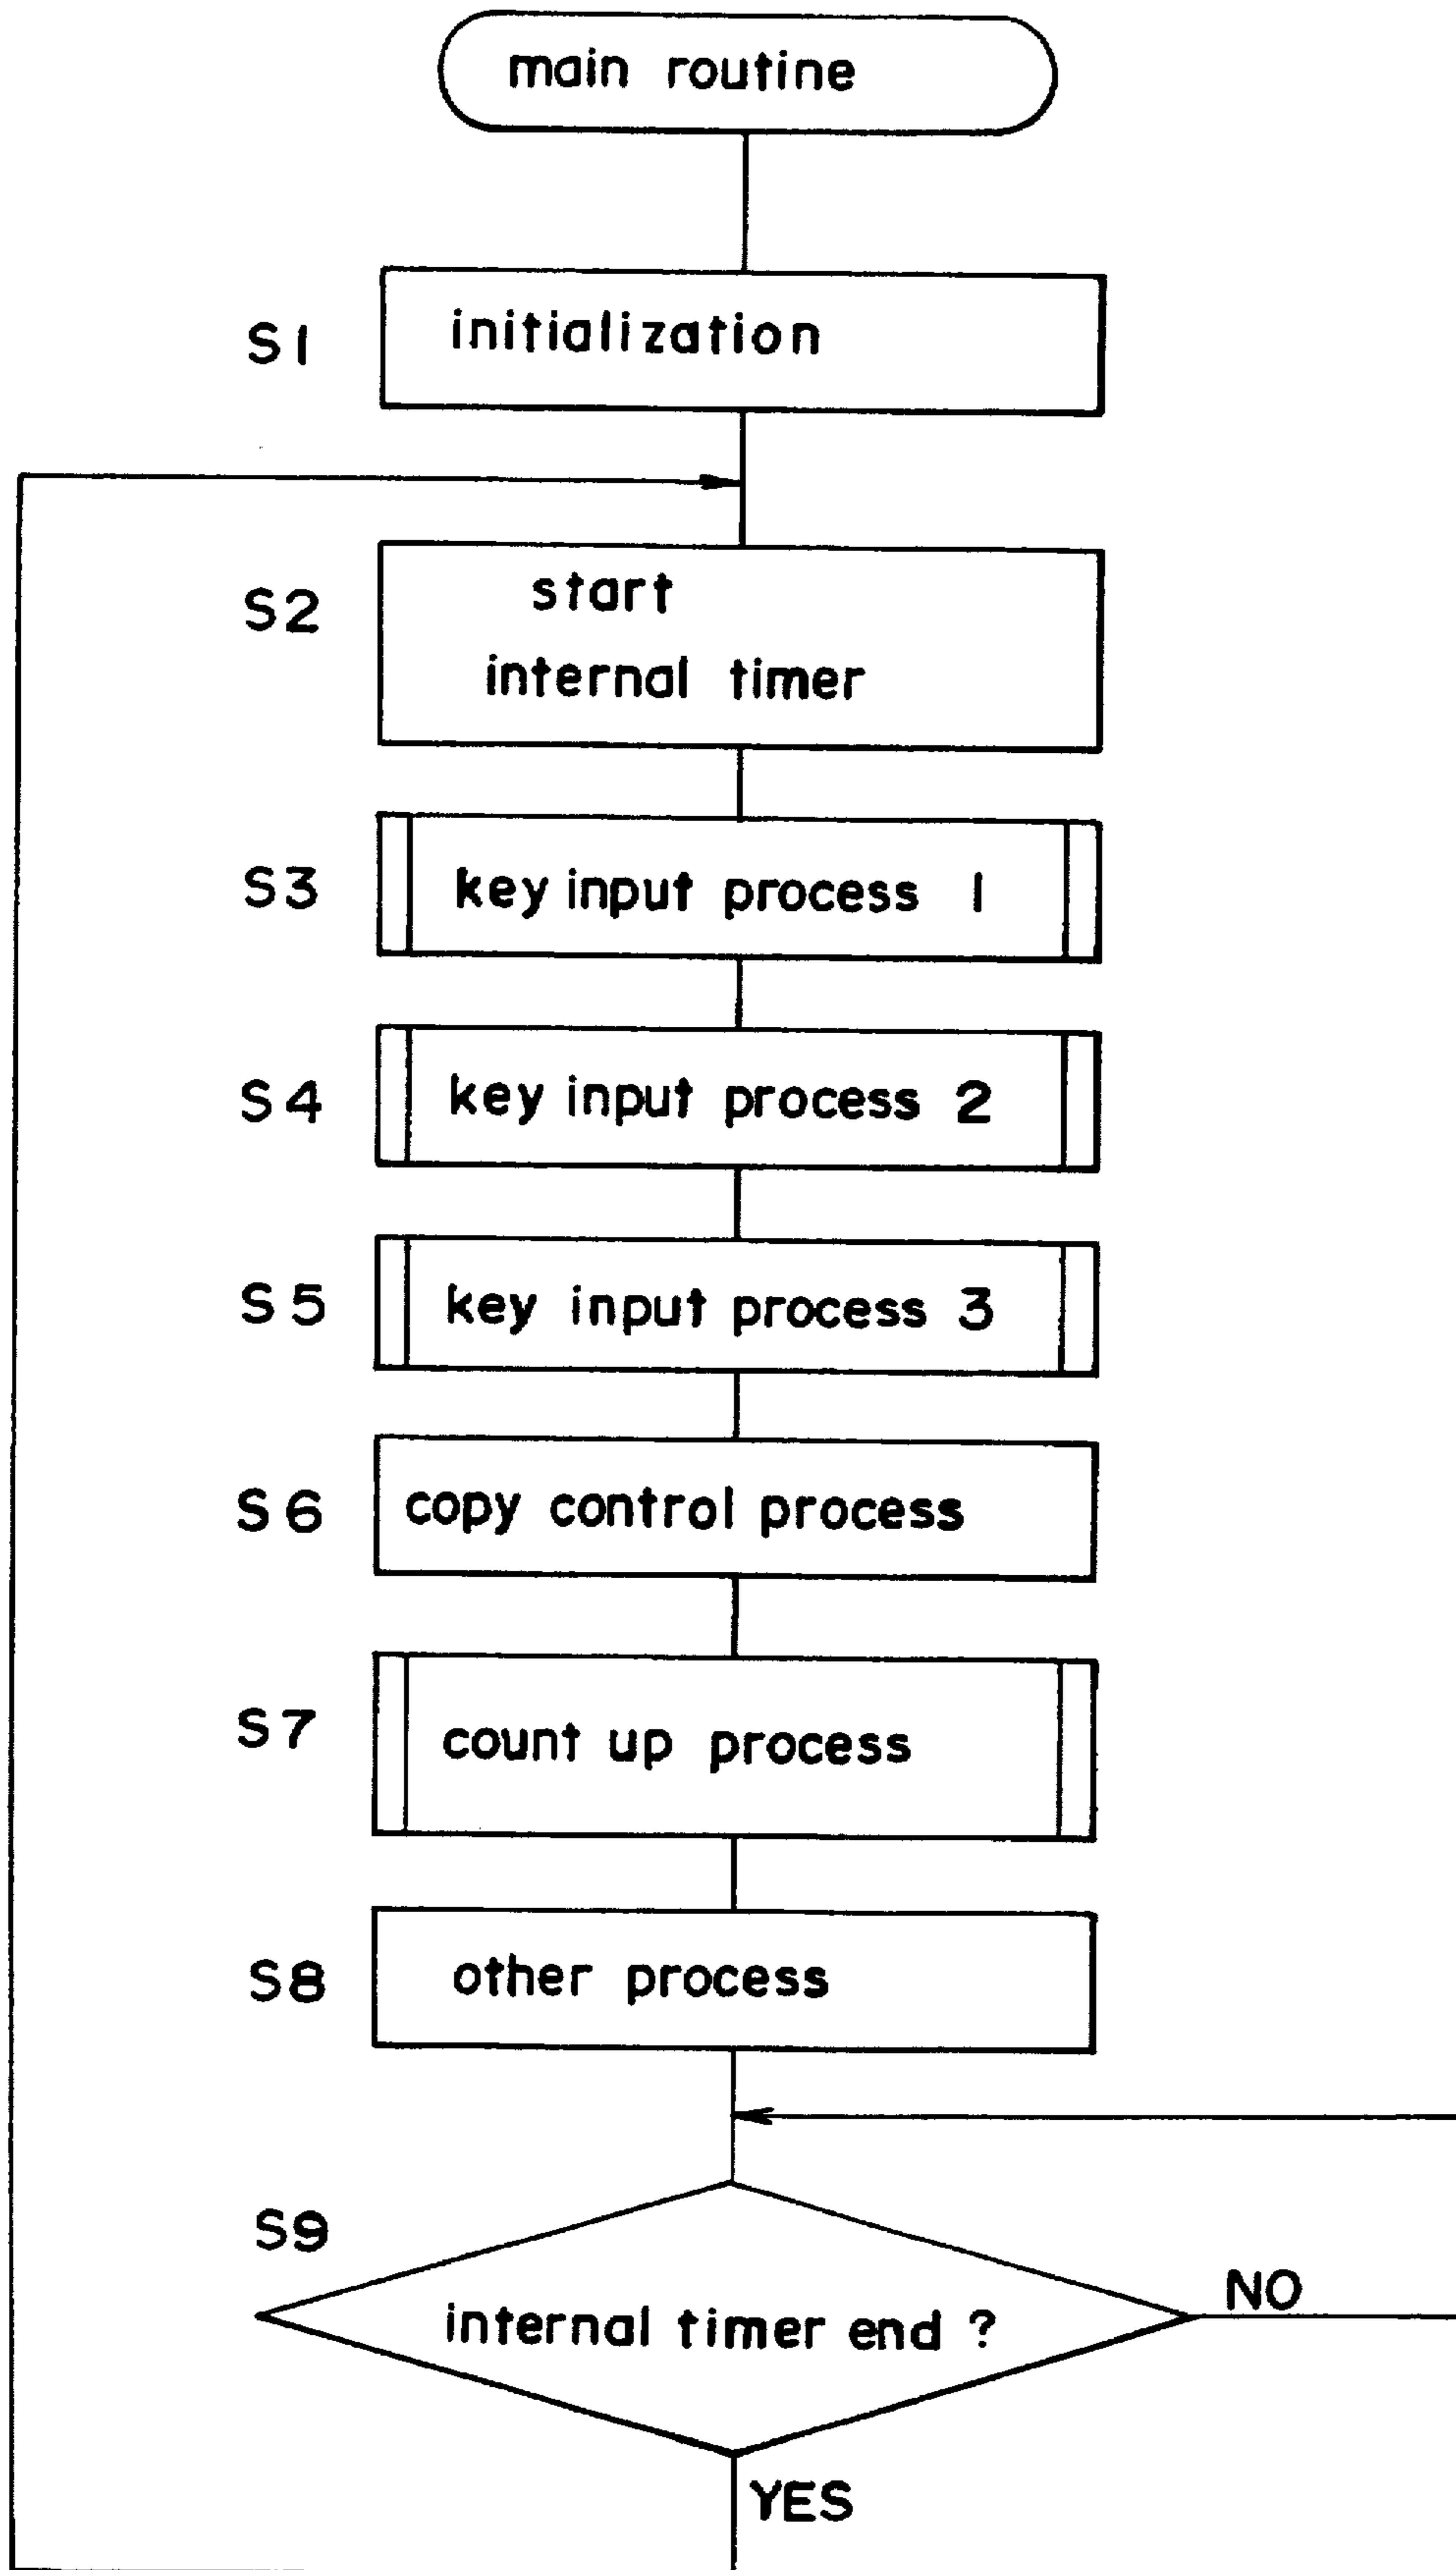 main routine
S1
initialization
S2
start
internal timer
S3
key input process 1
S4
key input process 2
S5
key input process 3
S6
copy control process
S7
count up process
S8
other process
S9
internal timer end ?
NO
YES